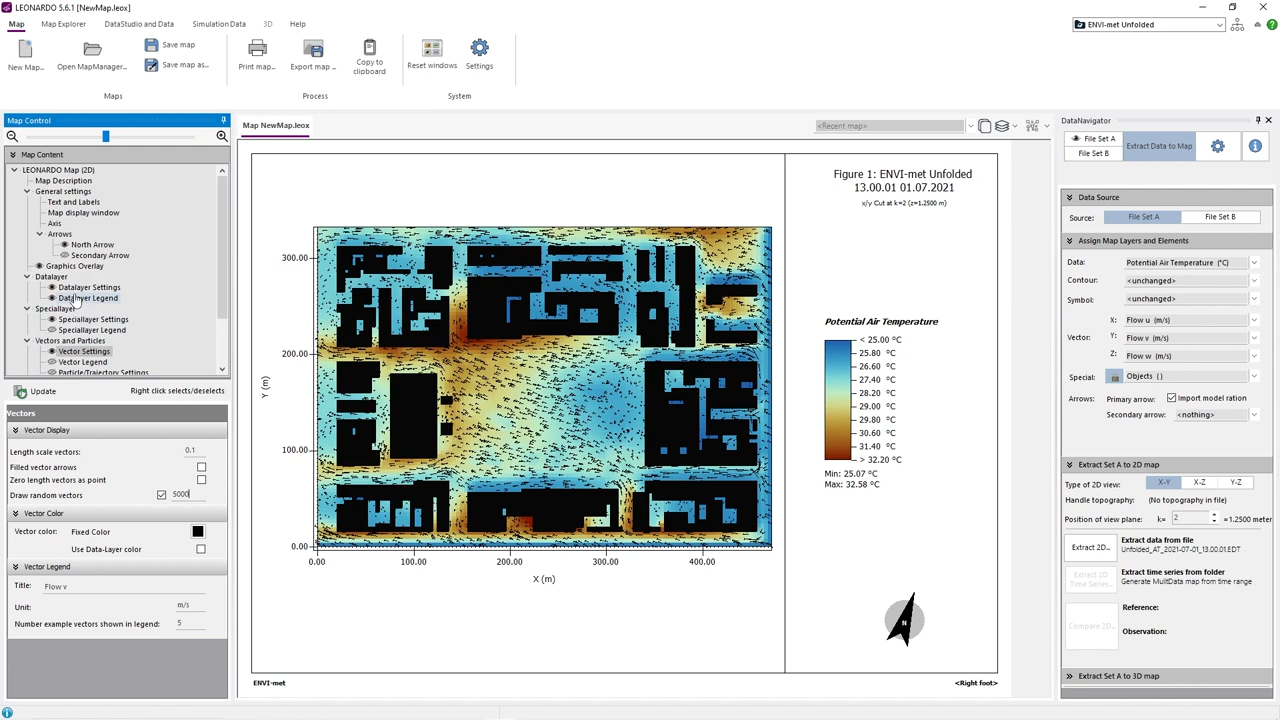 LEONARDO 5.6.1 [NewMap.leox]
Map Map Explorer DataStudio and Data Simulation Data 3D Help
ENVI-met Unfolded
New Map... Open MapManager... Save map Save map as... Print map... Export map ... Copy to clipboard Reset windows Settings
Maps Process System
Map Control
Map Content
LEONARDO Map (2D)
Map Description
General settings
Text and Labels
Map display window
Axis
Arrows
North Arrow
Secondary Arrow
Graphics Overlay
Datalayer
Datalayer Settings
Datalayer Legend
Speciallayer
Speciallayer Settings
Speciallayer Legend
Vectors and Particles
Vector Settings
Vector Legend
Particle/Trajectory Settings
Update Right click selects/deselects
Vectors
Vector Display
Length scale vectors: 0.1
Filled vector arrows
Zero length vectors as point
Draw random vectors 5000
Vector Color
Vector color: Fixed Color
Use Data-Layer color
Vector Legend
Title: Flow v
Unit: m/s
Number example vectors shown in legend: 5
Map NewMap.leox
<Recent map>
Figure 1: ENVI-met Unfolded
13.00.01 01.07.2021
x/y Cut at k=2 (z=1.2500 m)
300.00
200.00
100.00
0.00
Y (m)
0.00 100.00 200.00 300.00 400.00
X (m)
Potential Air Temperature
< 25.00 °C
25.80 °C
26.60 °C
27.40 °C
28.20 °C
29.00 °C
29.80 °C
30.60 °C
31.40 °C
> 32.20 °C
Min: 25.07 °C
Max: 32.58 °C
N
ENVI-met
<Right foot>
DataNavigator
File Set A
File Set B
Extract Data to Map
Data Source
Source: File Set A File Set B
Assign Map Layers and Elements
Data: Potential Air Temperature (°C)
Contour: <unchanged>
Symbol: <unchanged>
Vector: X: Flow u (m/s)
Y: Flow v (m/s)
Z: Flow w (m/s)
Special: Objects ( )
Arrows: Primary arrow: Import model ration
Secondary arrow: <nothing>
Extract Set A to 2D map
Type of 2D view: X-Y X-Z Y-Z
Handle topography: (No topography in file)
Position of view plane: k= 2 =1.2500 meter
Extract 2D... Extract data from file
Unfolded_AT_2021-07-01_13.00.01.EDT
Extract 2D Time Series... Extract time series from folder
Generate MulitData map from time range
Compare 2D... Reference:
Observation:
Extract Set A to 3D map